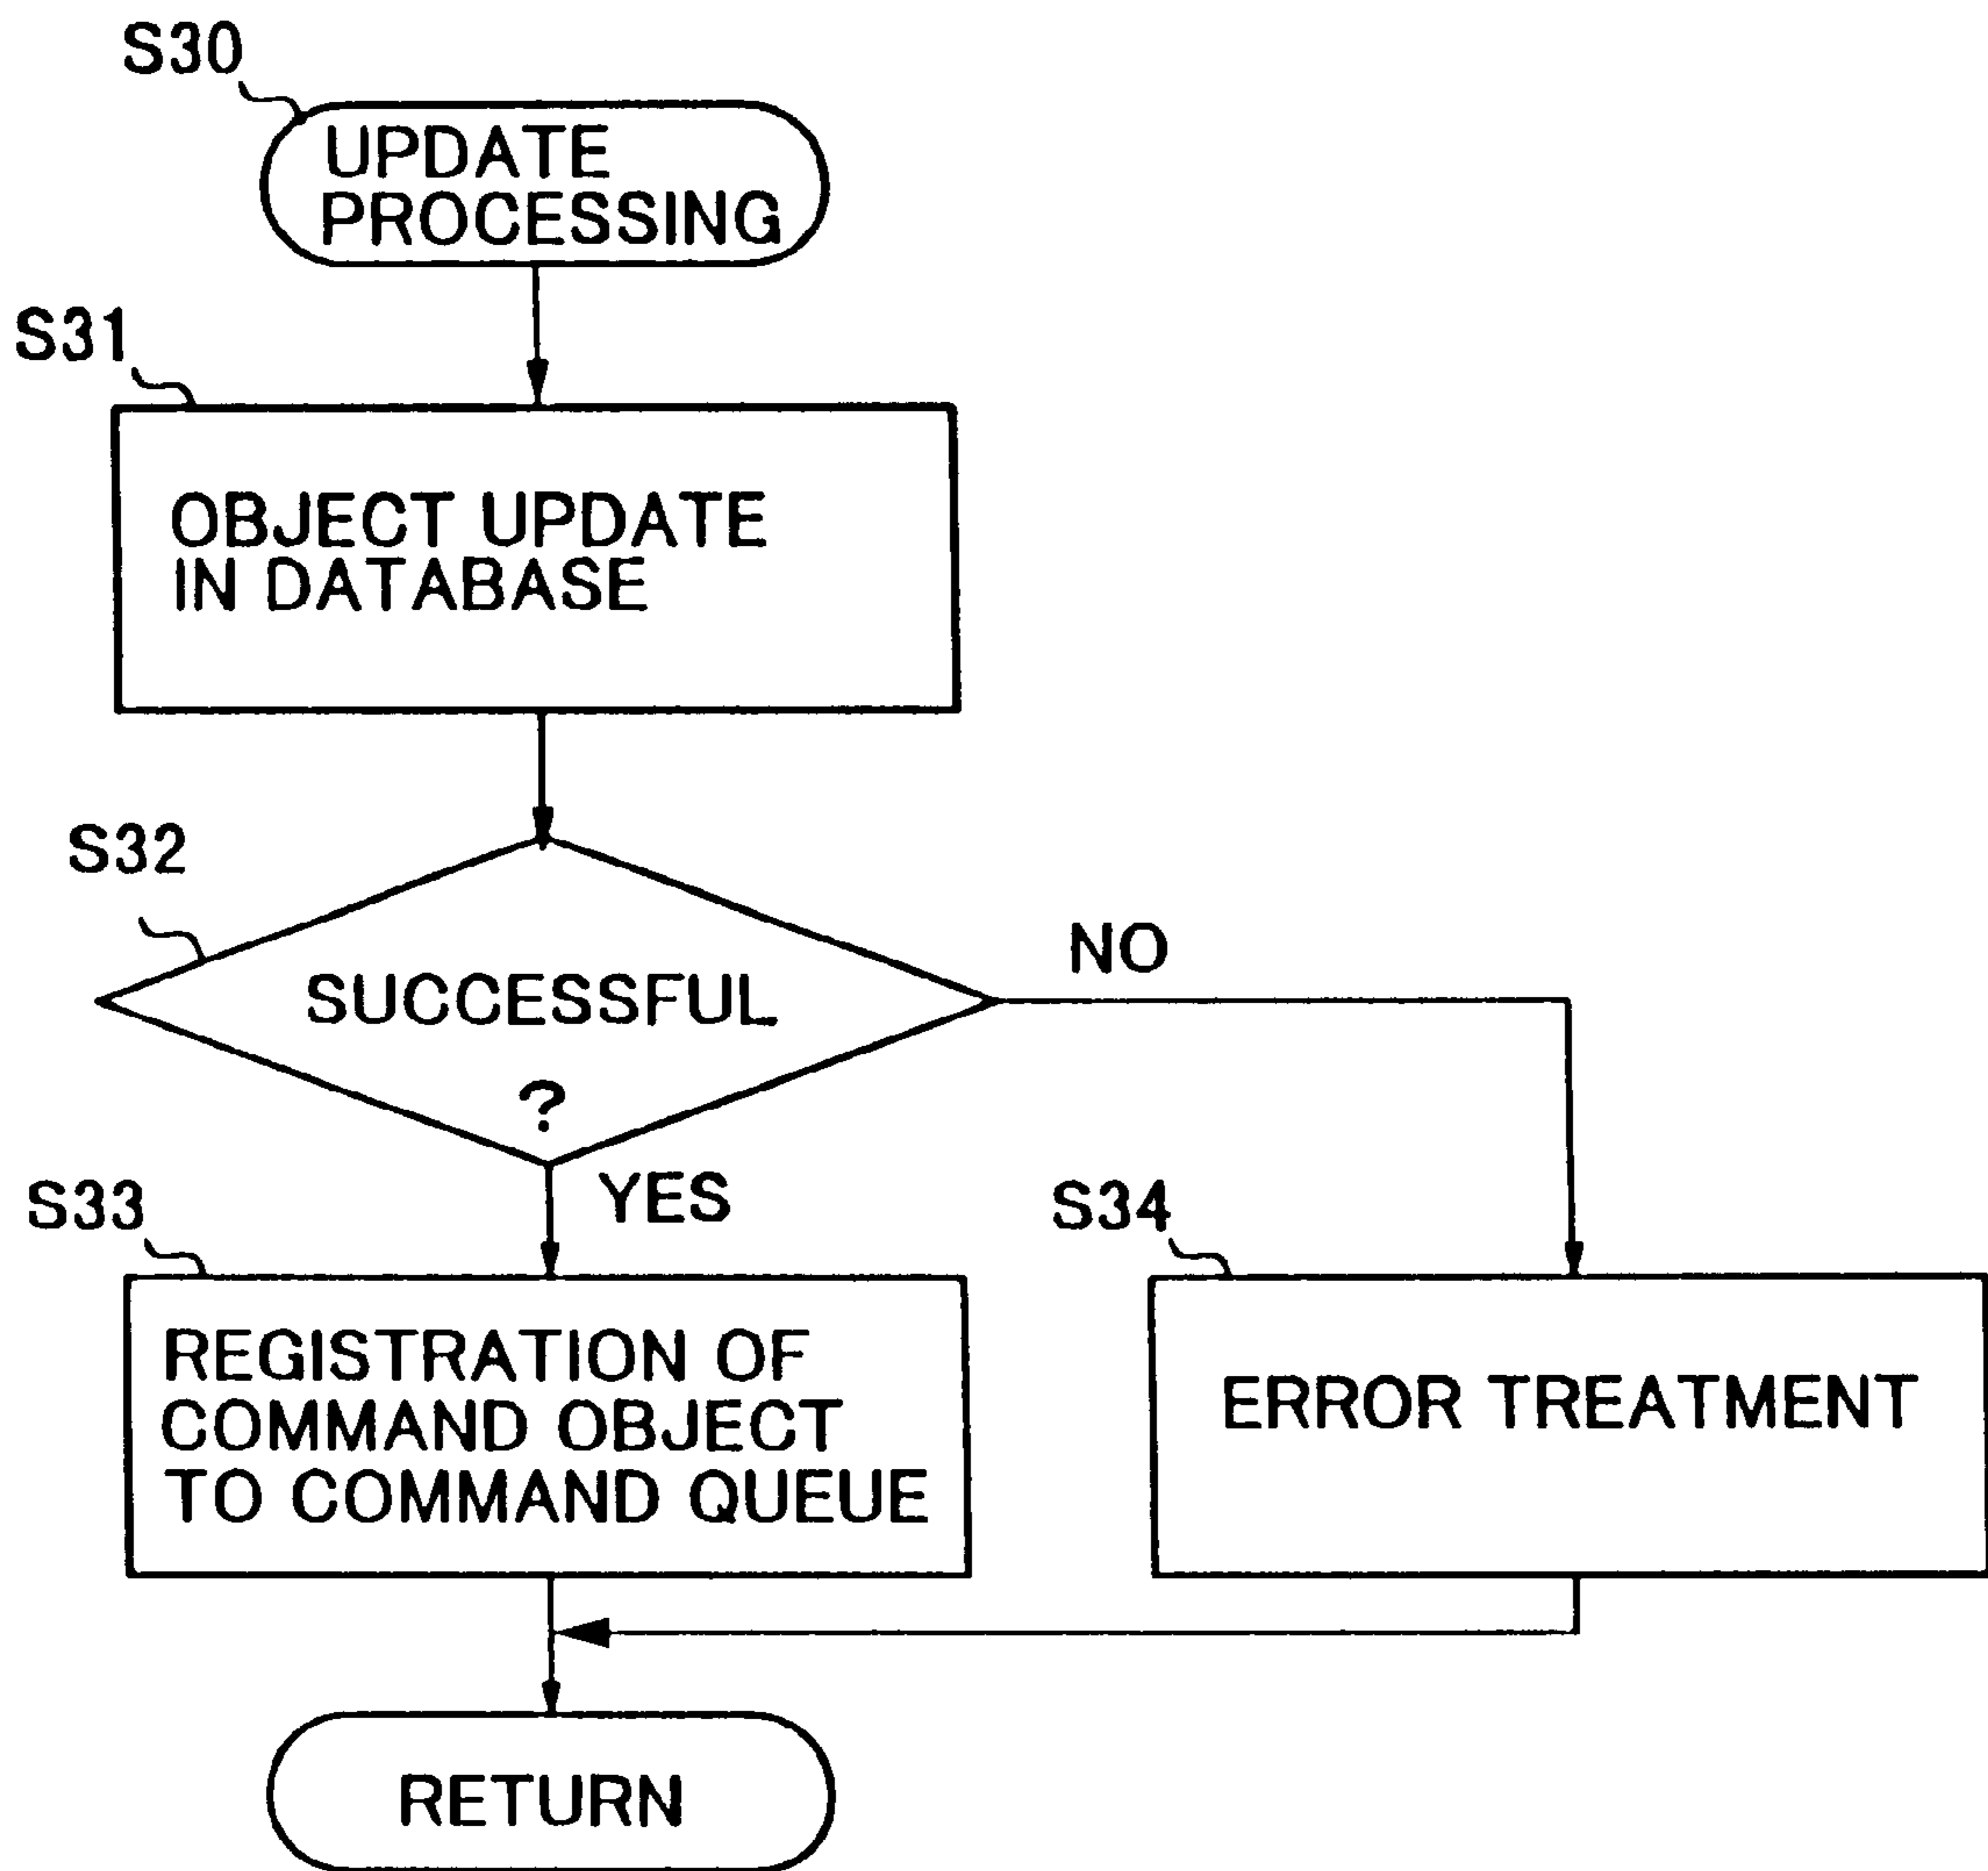 S30
UPDATE
PROCESSING
S31
OBJECT UPDATE
IN DATABASE
S32
SUCCESSFUL
?
NO
YES
S33
REGISTRATION OF
COMMAND OBJECT
TO COMMAND QUEUE
S34
ERROR TREATMENT
RETURN